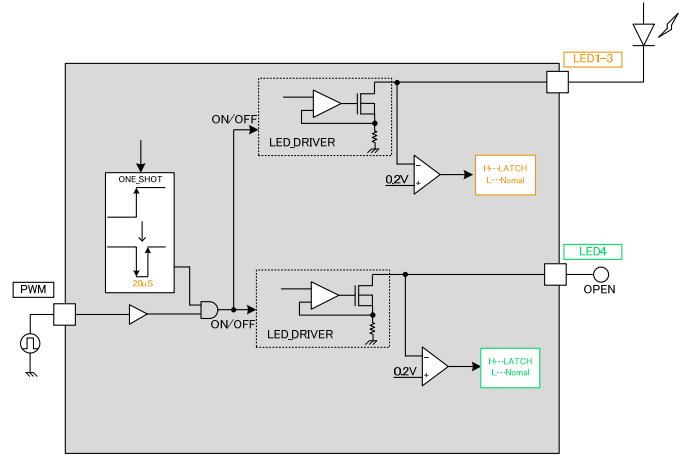 LED1-3
ON/OFF
LED_DRIVER
ONE_SHOT
0.2V
H…LATCH
L…Nomal
20uS
LED4
OPEN
PWM
ON/OFF
LED_DRIVER
0.2V
H…LATCH
L…Nomal